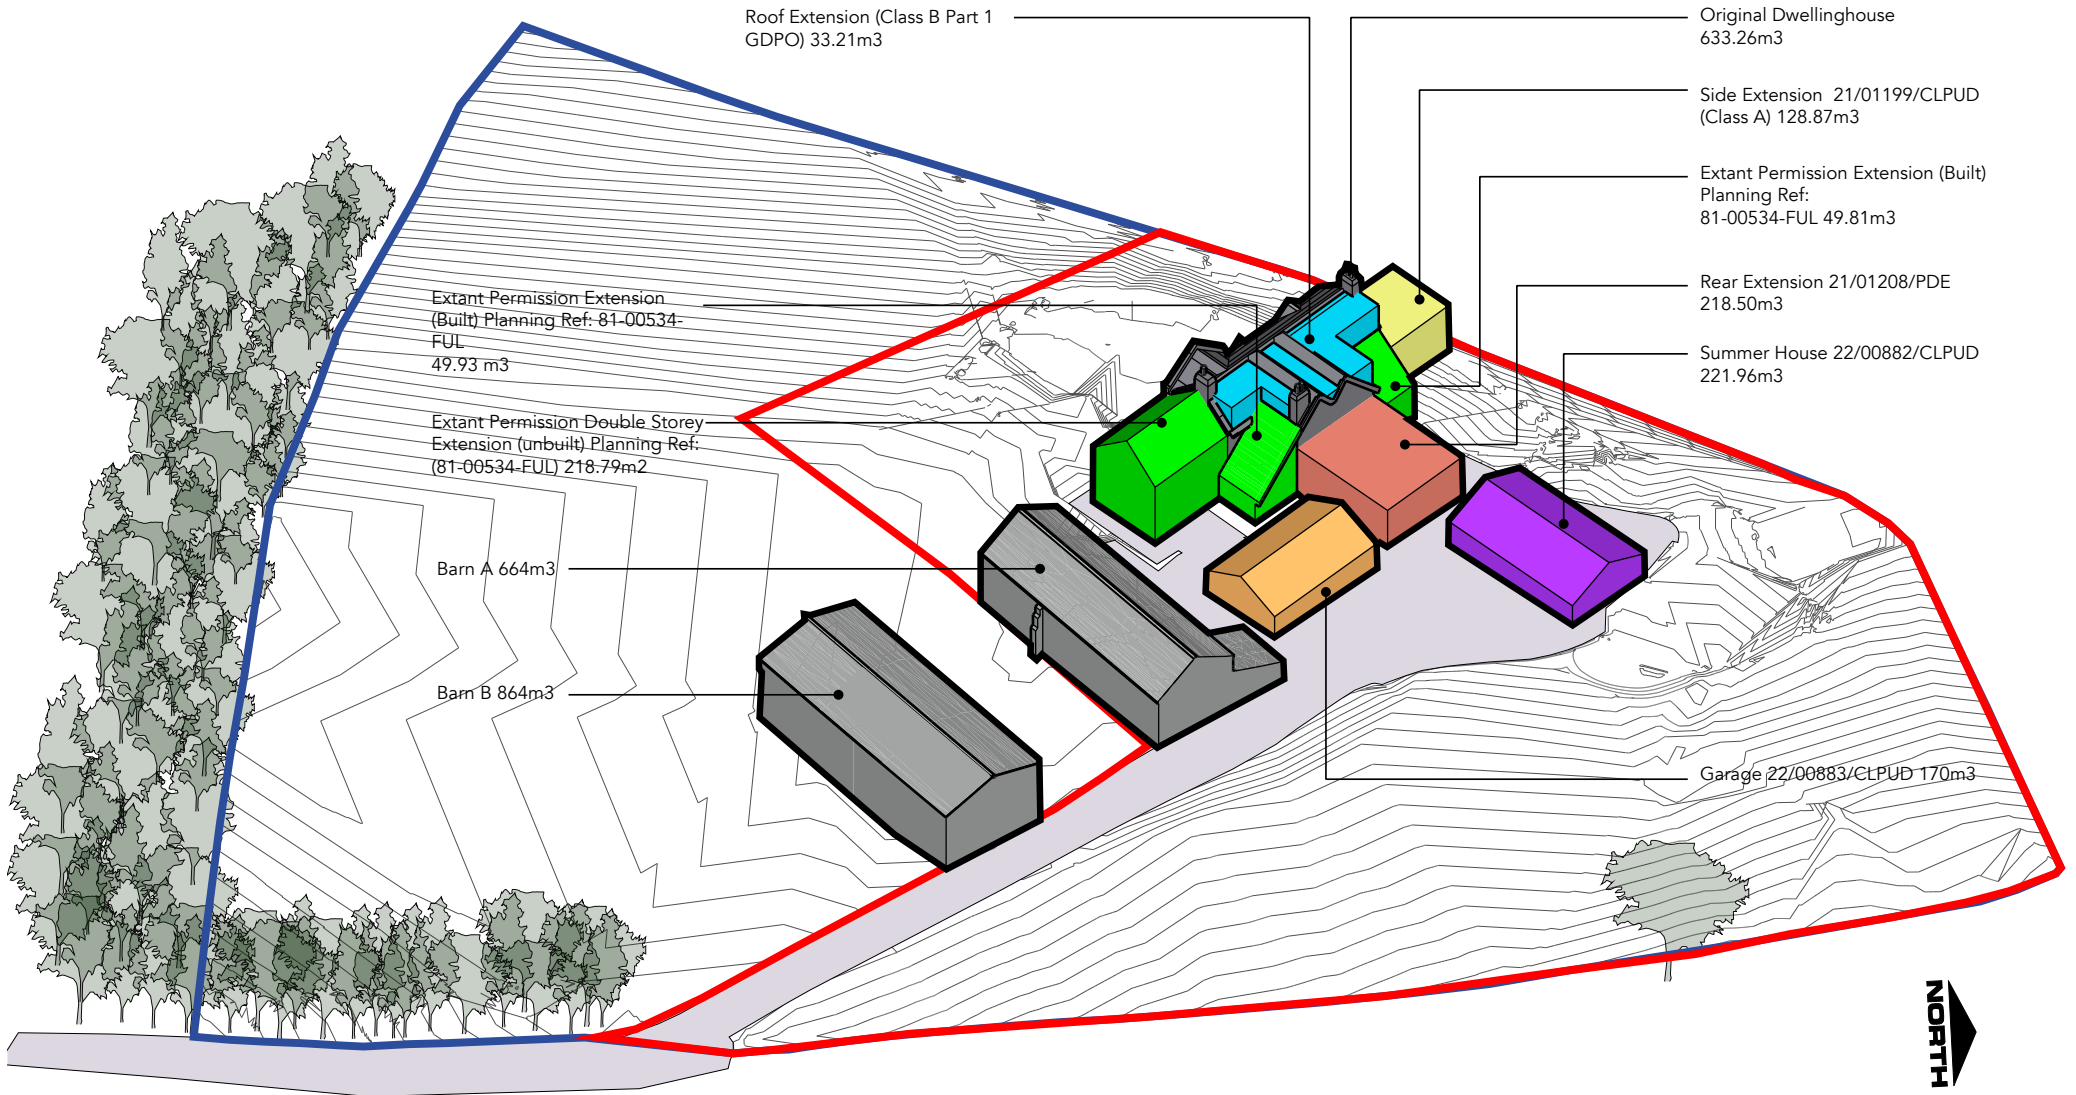 Roof Extension (Class B Part 1
GDPO) 33.21m3
Original Dwellinghouse
633.26m3
Side Extension 21/01199/CLPUD
(Class A) 128.87m3
Extant Permission Extension (Built)
Planning Ref:
81-00534-FUL 49.81m3
Rear Extension 21/01208/PDE
218.50m3
Summer House 22/00882/CLPUD
221.96m3
Extant Permission Extension
(Built) Planning Ref: 81-00534-
FUL
49.93 m3
Extant Permission Double Storey
Extension (unbuilt) Planning Ref:
(81-00534-FUL) 218.79m2
Barn A 664m3
Barn B 864m3
Garage 22/00883/CLPUD 170m3
NORTH